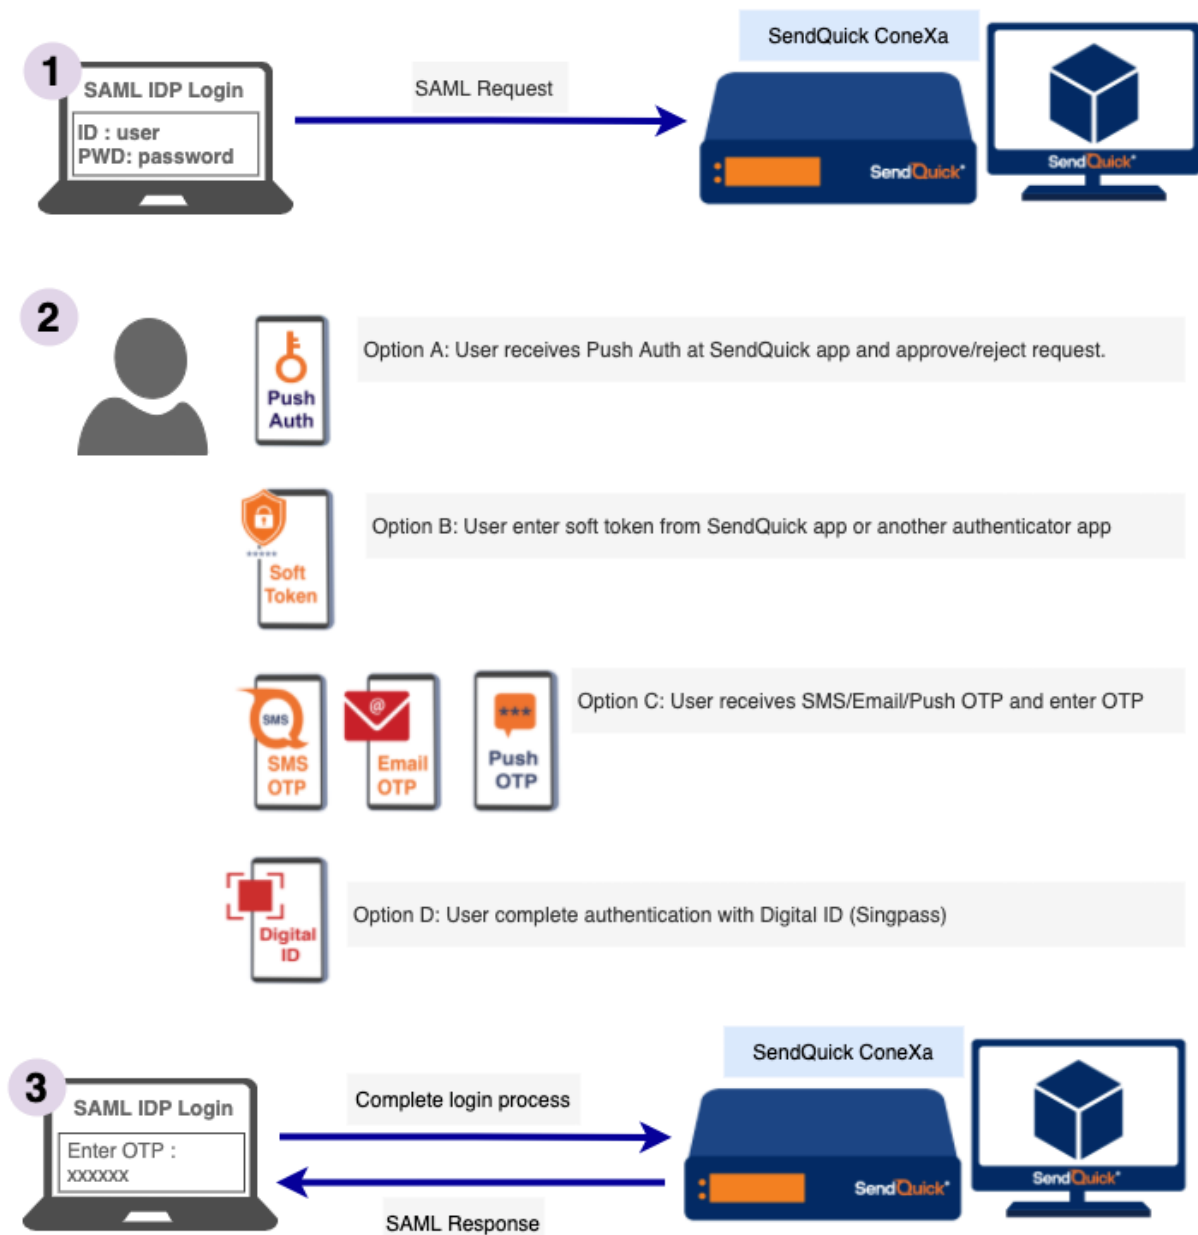 SendQuick ConeXa
1
SAML IDP Login
SAML Request
ID : user
PWD: password
SendQuick
SendQuick
2
Option A: User receives Push Auth at SendQuick app and approve/reject request.
Push
Auth
Option B: User enter soft token from SendQuick app or another authenticator app
*****
Soft
Token
Option C: User receives SMS/Email/Push OTP and enter OTP
SMS
SMS
OTP
@
Email
OTP
***
Push
OTP
Option D: User complete authentication with Digital ID (Singpass)
Digital
ID
SendQuick ConeXa
3
SAML IDP Login
Complete login process
Enter OTP :
xxxxxx
SendQuick
SendQuick
SAML Response